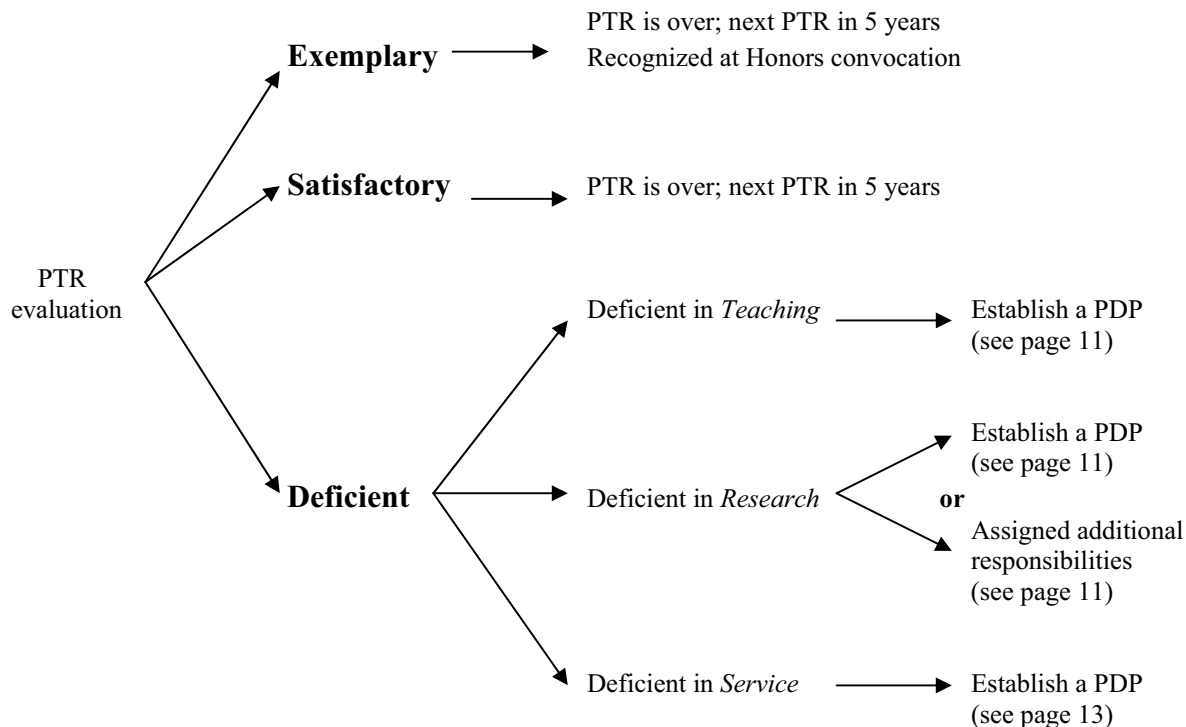 PTR is over; next PTR in 5 years
Exemplary
Recognized at Honors convocation
Satisfactory
PTR is over; next PTR in 5 years
PTR
evaluation
Deficient in Teaching
Establish a PDP
(see page 11)
Establish a PDP
(see page 11)
Deficient
Deficient in Research
or
Assigned additional
responsibilities
(see page 11)
Deficient in Service
Establish a PDP
(see page 13)